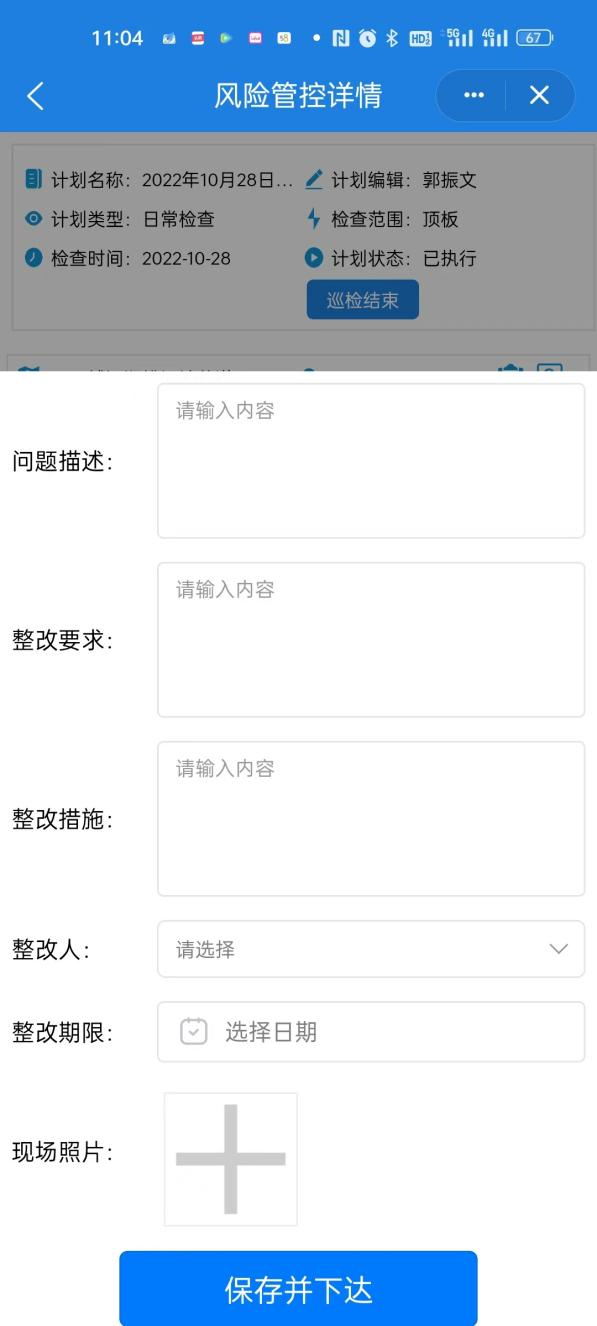 11:04
HD2 5G 4G 67
风险管控详情
计划名称：2022年10月28日... 计划编辑：郭振文
计划类型：日常检查 检查范围：顶板
检查时间：2022-10-28 计划状态：已执行
巡检结束
问题描述：
请输入内容
整改要求：
请输入内容
整改措施：
请输入内容
整改人： 请选择
整改期限： 选择日期
现场照片：
保存并下达